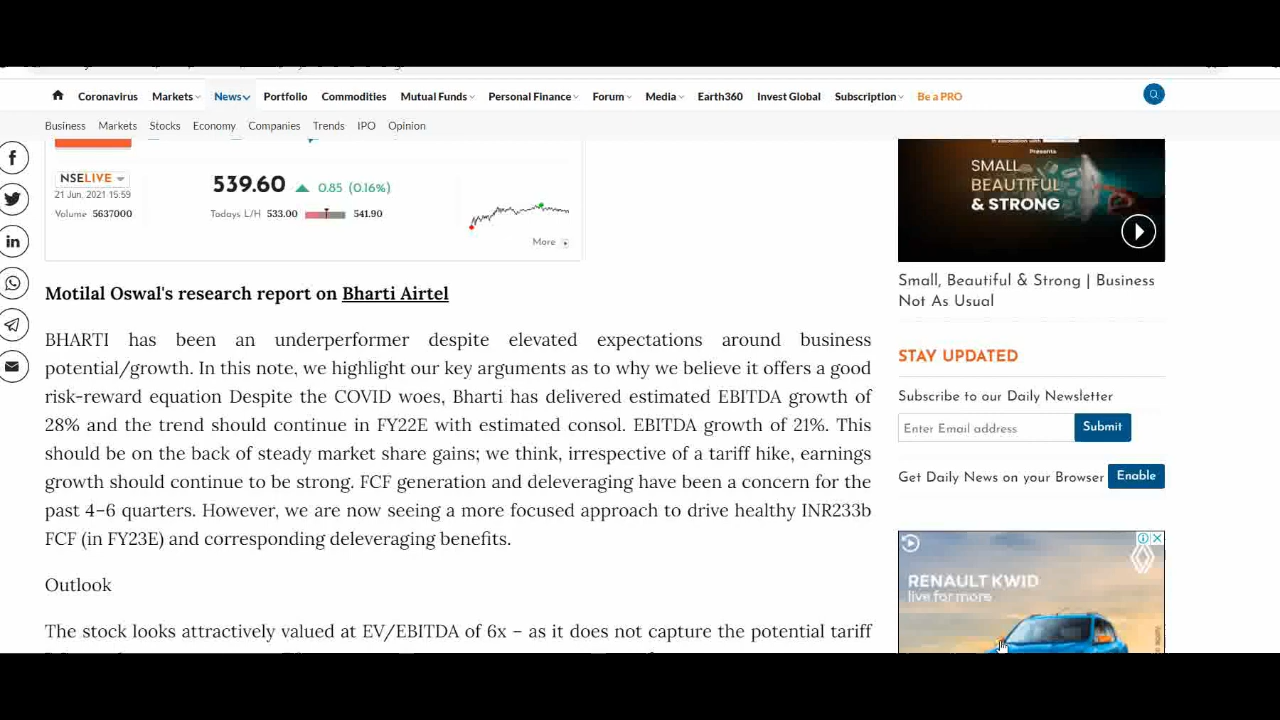 Coronavirus Markets News Portfolio Commodities Mutual Funds Personal Finance Forum Media Earth360 Invest Global Subscription Be a PRO
Business Markets Stocks Economy Companies Trends IPO Opinion
NSELIVE
21 Jun, 2021 15:59
Volume 5637000
539.60 0.85 (0.16%)
Todays L/H 533.00 541.90
More
Motilal Oswal's research report on Bharti Airtel
BHARTI has been an underperformer despite elevated expectations around business
potential/growth. In this note, we highlight our key arguments as to why we believe it offers a good
risk-reward equation Despite the COVID woes, Bharti has delivered estimated EBITDA growth of
28% and the trend should continue in FY22E with estimated consol. EBITDA growth of 21%. This
should be on the back of steady market share gains; we think, irrespective of a tariff hike, earnings
growth should continue to be strong. FCF generation and deleveraging have been a concern for the
past 4–6 quarters. However, we are now seeing a more focused approach to drive healthy INR233b
FCF (in FY23E) and corresponding deleveraging benefits.
Outlook
The stock looks attractively valued at EV/EBITDA of 6x – as it does not capture the potential tariff
Presents
SMALL
BEAUTIFUL
& STRONG
Small, Beautiful & Strong | Business
Not As Usual
STAY UPDATED
Subscribe to our Daily Newsletter
Enter Email address Submit
Get Daily News on your Browser Enable
RENAULT KWID
live for more